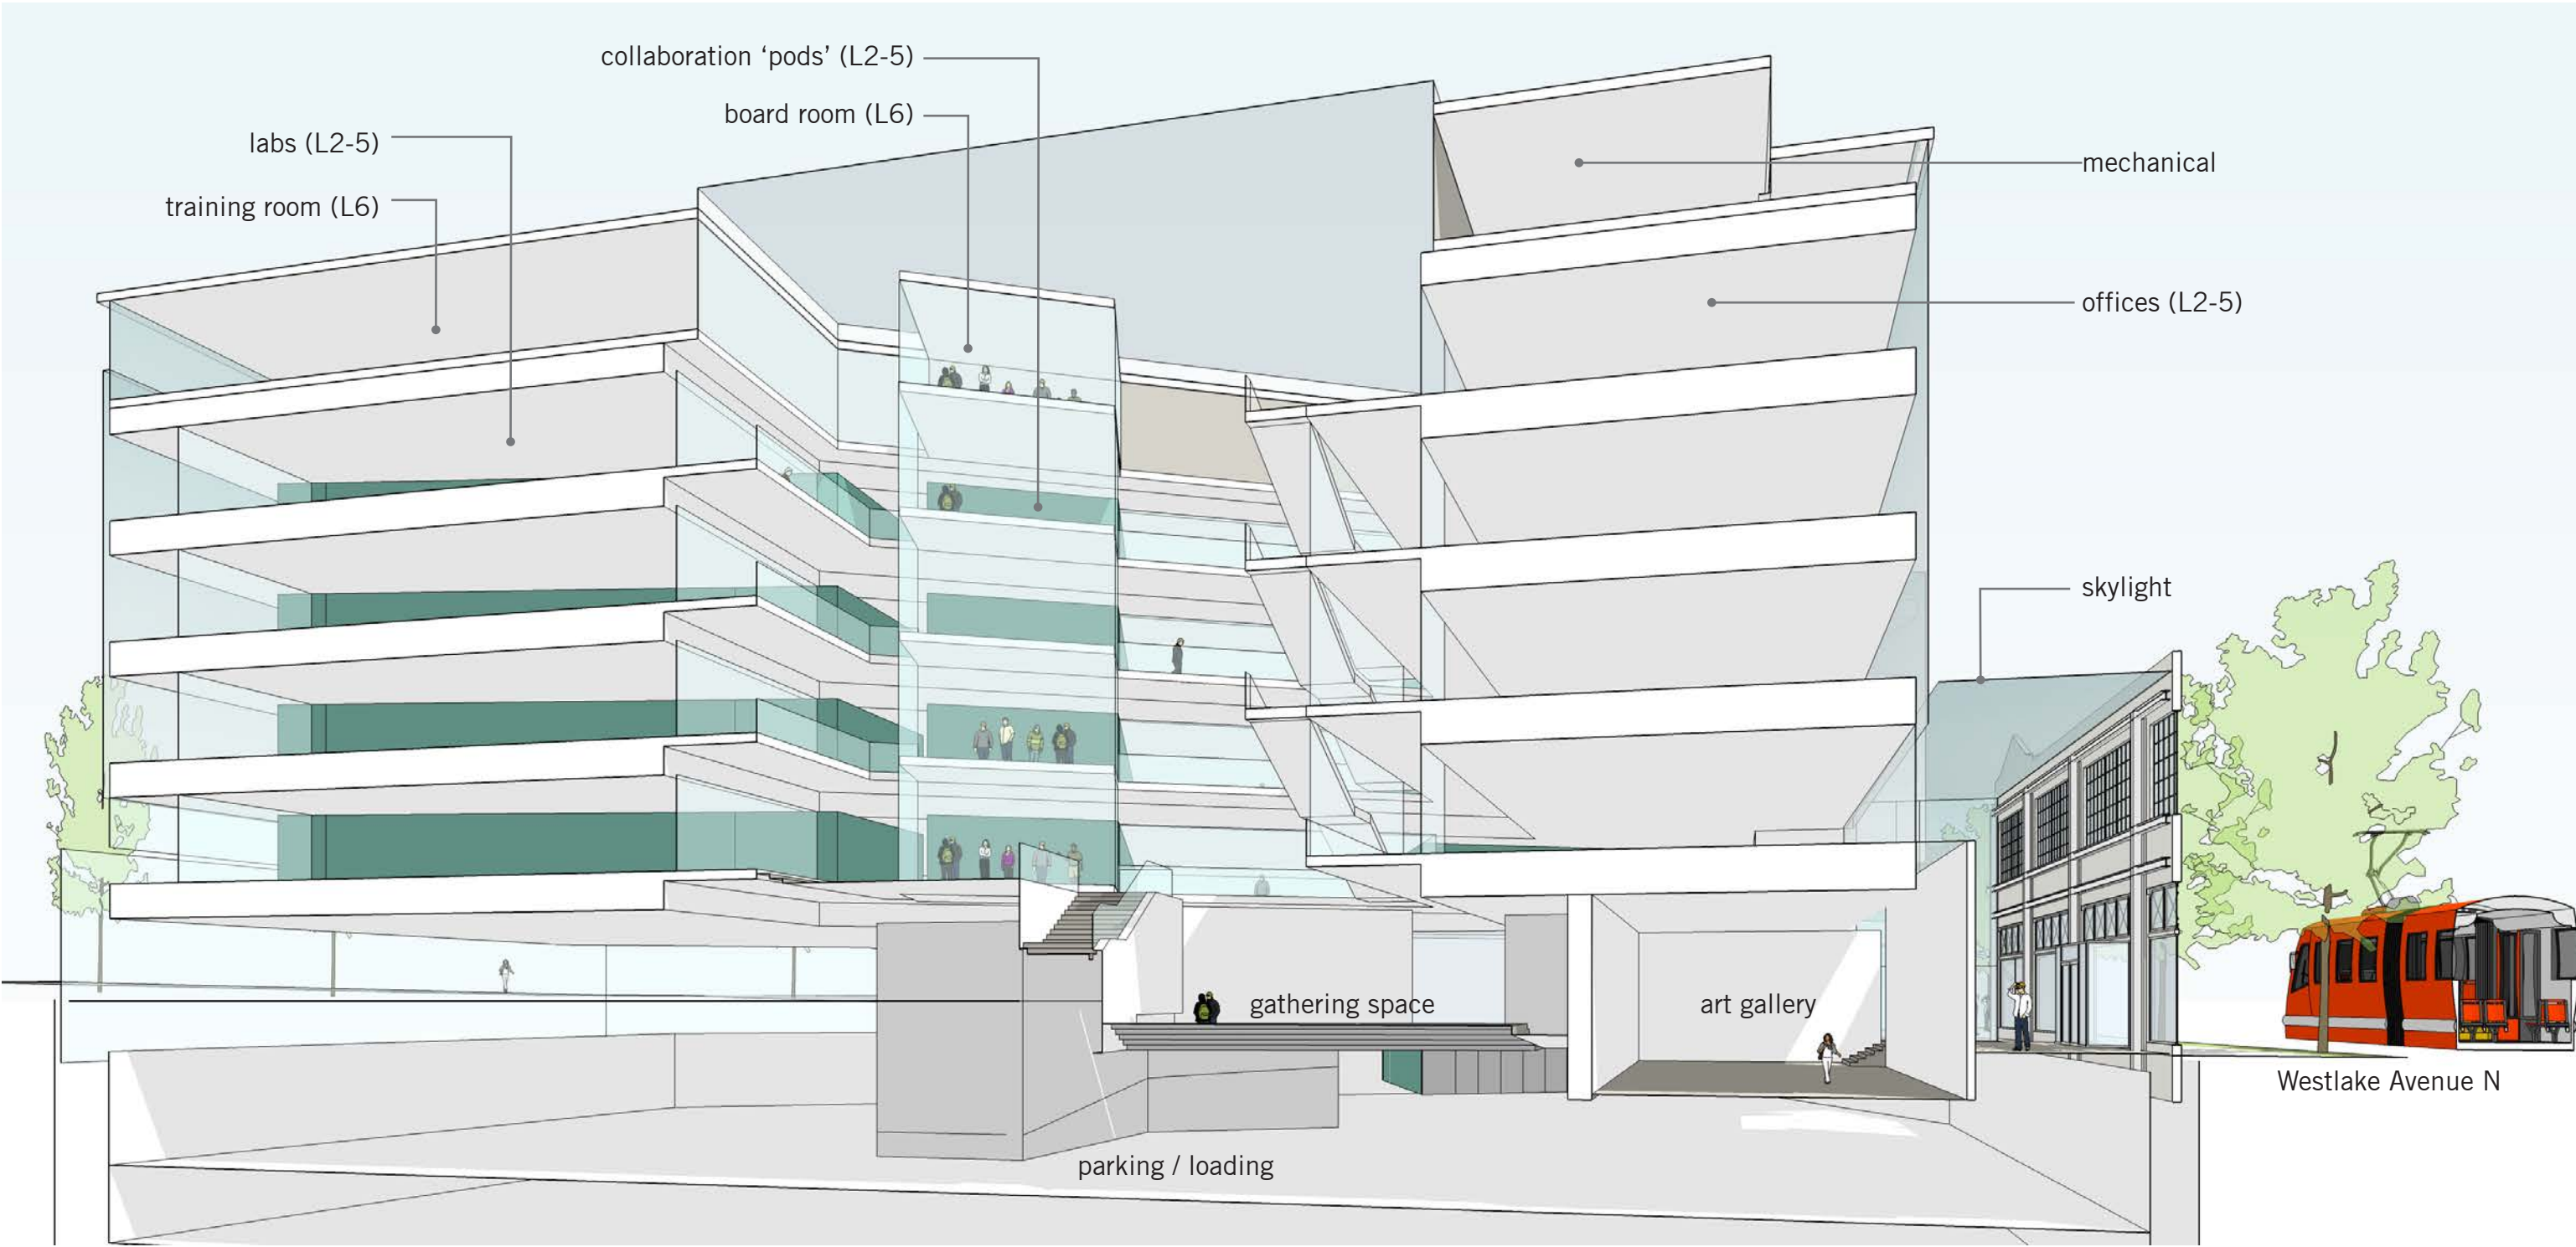 collaboration ‘pods’ (L2-5)
board room (L6)
labs (L2-5)
training room (L6)
mechanical
offices (L2-5)
skylight
gathering space
art gallery
Westlake Avenue N
parking / loading